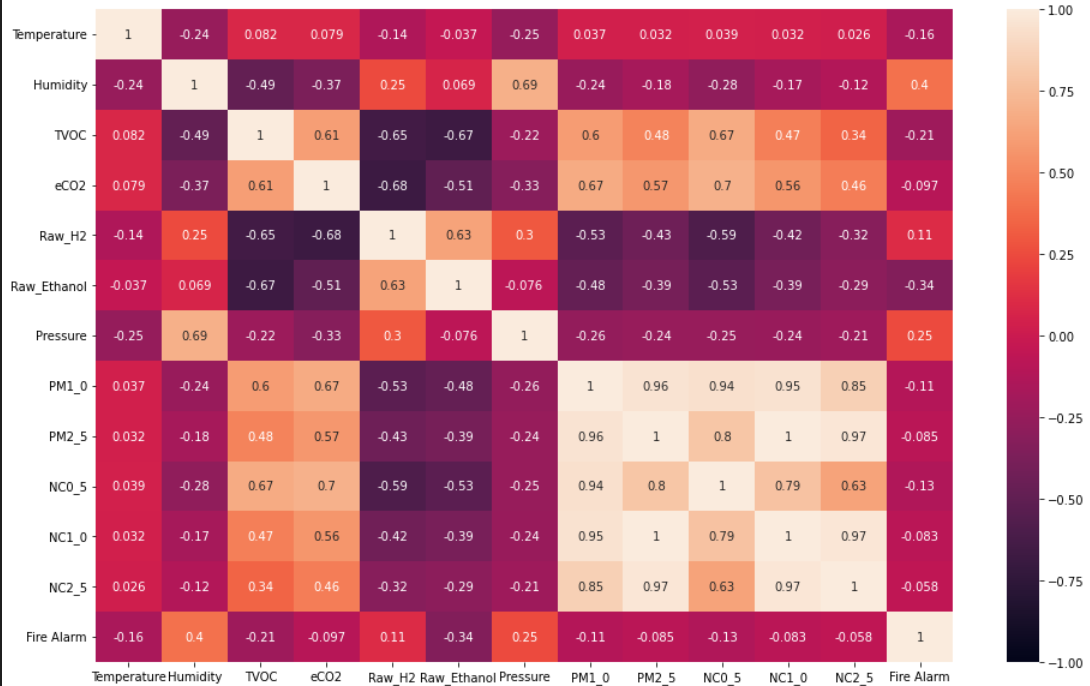 Temperature 1 -0.24 0.082 0.079 -0.14 -0.037 -0.25 0.037 0.032 0.039 0.032 0.026 -0.16
Humidity -0.24 1 -0.49 -0.37 0.25 0.069 0.69 -0.24 -0.18 -0.28 -0.17 -0.12 0.4
TVOC 0.082 -0.49 1 0.61 -0.65 -0.67 -0.22 0.6 0.48 0.67 0.47 0.34 -0.21
eCO2 0.079 -0.37 0.61 1 -0.68 -0.51 -0.33 0.67 0.57 0.7 0.56 0.46 -0.097
Raw_H2 -0.14 0.25 -0.65 -0.68 1 0.63 0.3 -0.53 -0.43 -0.59 -0.42 -0.32 0.11
Raw_Ethanol -0.037 0.069 -0.67 -0.51 0.63 1 -0.076 -0.48 -0.39 -0.53 -0.39 -0.29 -0.34
Pressure -0.25 0.69 -0.22 -0.33 0.3 -0.076 1 -0.26 -0.24 -0.25 -0.24 -0.21 0.25
PM1_0 0.037 -0.24 0.6 0.67 -0.53 -0.48 -0.26 1 0.96 0.94 0.95 0.85 -0.11
PM2_5 0.032 -0.18 0.48 0.57 -0.43 -0.39 -0.24 0.96 1 0.8 1 0.97 -0.085
NC0_5 0.039 -0.28 0.67 0.7 -0.59 -0.53 -0.25 0.94 0.8 1 0.79 0.63 -0.13
NC1_0 0.032 -0.17 0.47 0.56 -0.42 -0.39 -0.24 0.95 1 0.79 1 0.97 -0.083
NC2_5 0.026 -0.12 0.34 0.46 -0.32 -0.29 -0.21 0.85 0.97 0.63 0.97 1 -0.058
Fire Alarm -0.16 0.4 -0.21 -0.097 0.11 -0.34 0.25 -0.11 -0.085 -0.13 -0.083 -0.058 1
Temperature Humidity TVOC eCO2 Raw_H2 Raw_Ethanol Pressure PM1_0 PM2_5 NC0_5 NC1_0 NC2_5 Fire Alarm
1.00
0.75
0.50
0.25
0.00
−0.25
−0.50
−0.75
−1.00